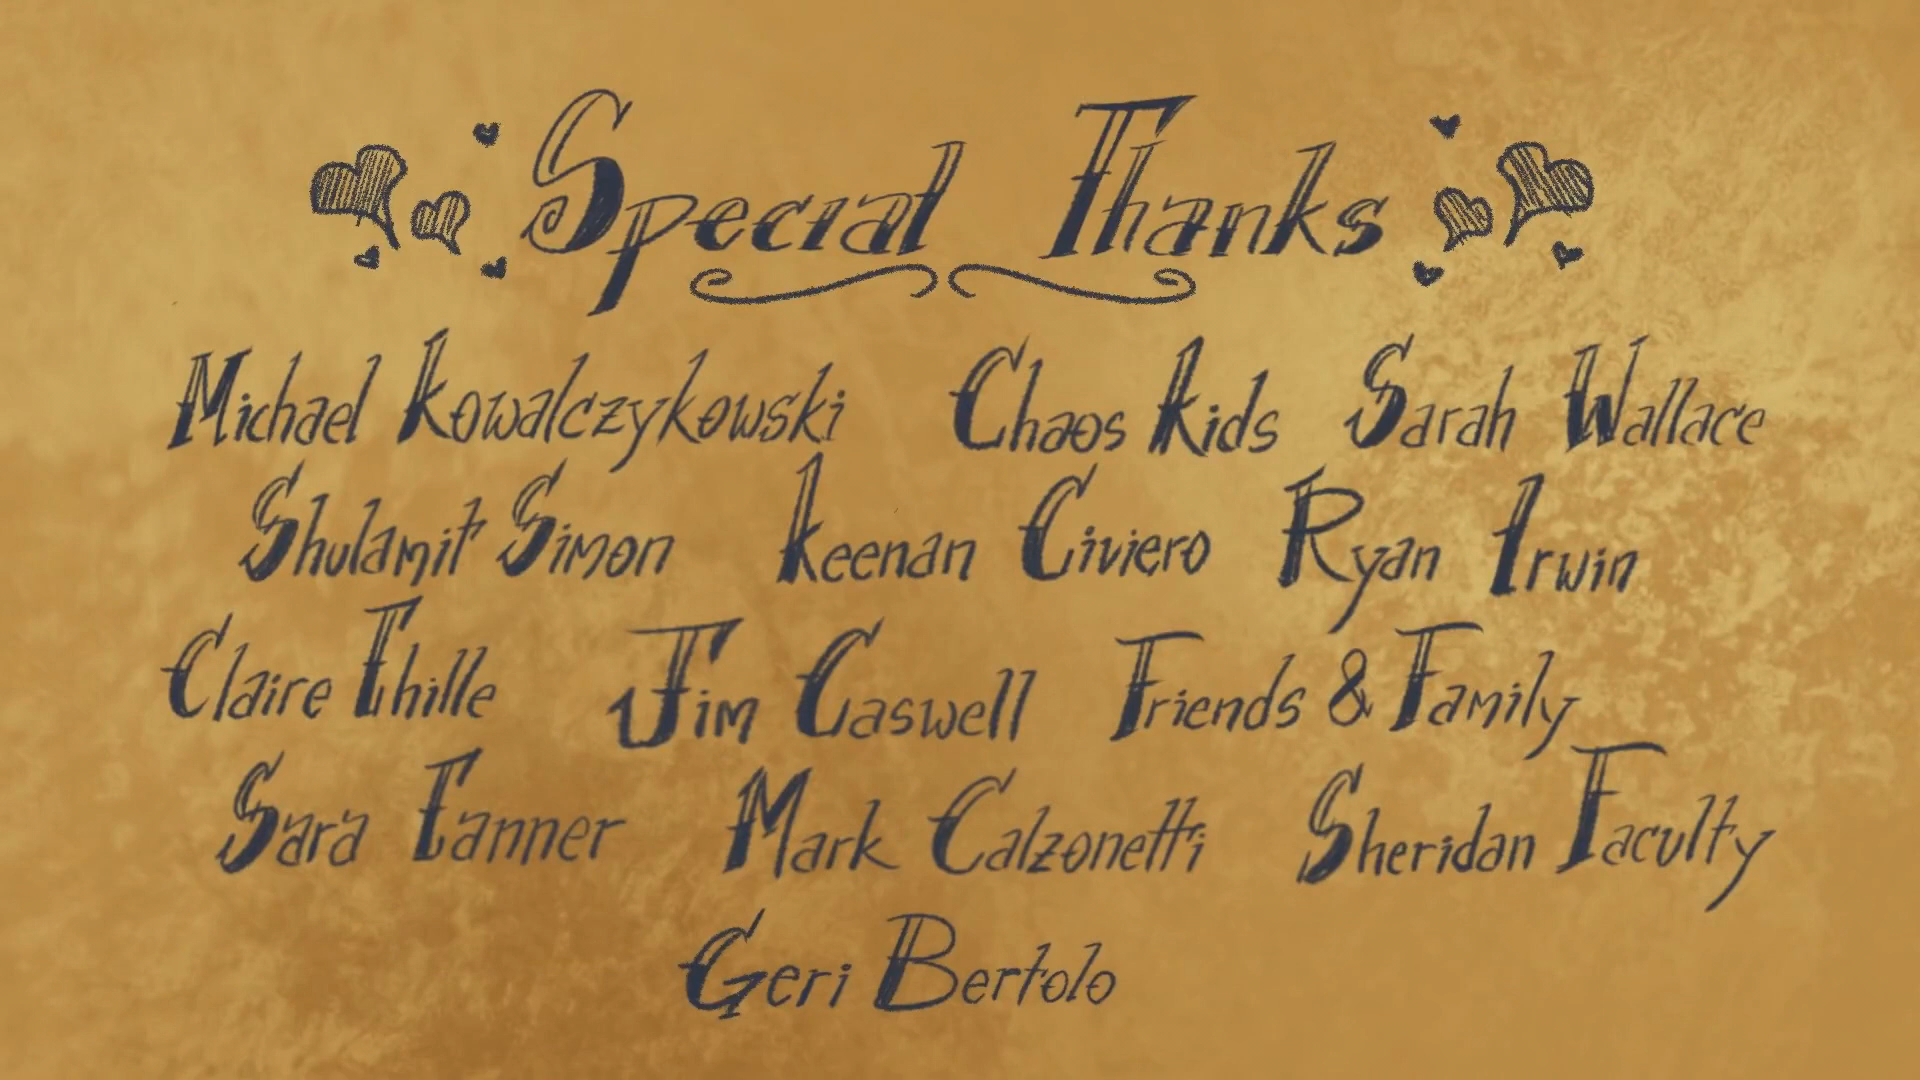 Special Thanks
Michael Kowalczykowski Chaos Kids Sarah Wallace
Shulamit Simon Keenan Civiero Ryan Irwin
Claire Thille Jim Caswell Friends & Family
Sara Tanner Mark Calzonetti Sheridan Faculty
Geri Bertolo